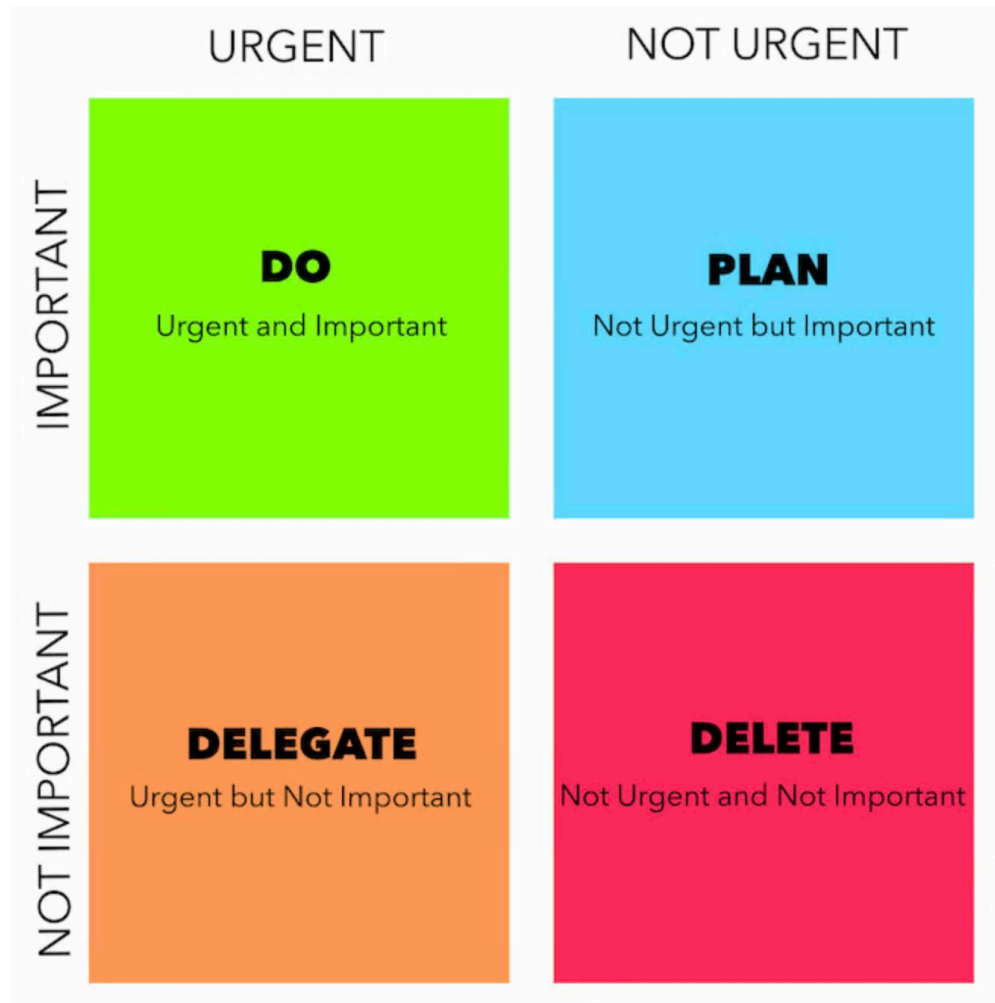 URGENT
NOT URGENT
IMPORTANT
DO
Urgent and Important
PLAN
Not Urgent but Important
NOT IMPORTANT
DELEGATE
Urgent but Not Important
DELETE
Not Urgent and Not Important